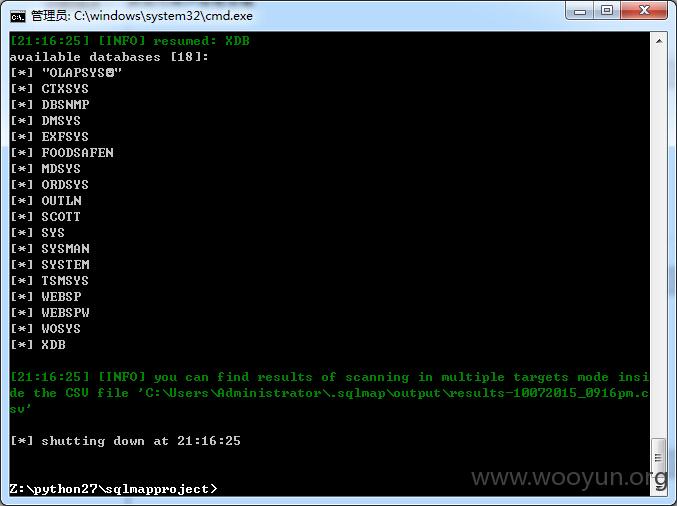 管理员: C:\windows\system32\cmd.exe
[21:16:25] [INFO] resumed: XDB
available databases [18]:
[*] "OLAPSYS☻"
[*] CTXSYS
[*] DBSNMP
[*] DMSYS
[*] EXFSYS
[*] FOODSAFEN
[*] MDSYS
[*] ORDSYS
[*] OUTLN
[*] SCOTT
[*] SYS
[*] SYSMAN
[*] SYSTEM
[*] TSMSYS
[*] WEBSP
[*] WEBSPW
[*] WOSYS
[*] XDB
[21:16:25] [INFO] you can find results of scanning in multiple targets mode insi
de the CSV file 'C:\Users\Administrator\.sqlmap\output\results-10072015_0916pm.c
sv'
[*] shutting down at 21:16:25
Z:\python27\sqlmapproject>
www.wooyun.org